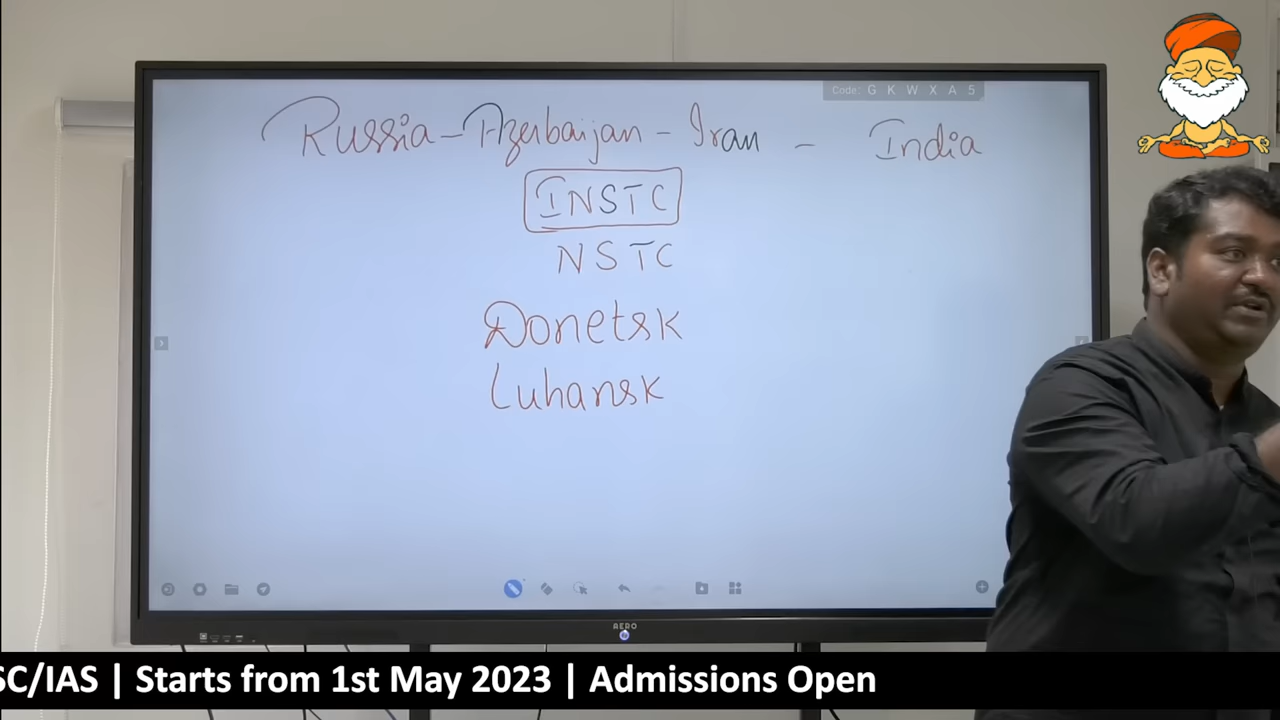 Code: G K W X A 5
Russia - Azerbaijan - Iran - India
INSTC
NSTC
Donetsk
Luhansk
AERO
SC/IAS | Starts from 1st May 2023 | Admissions Open